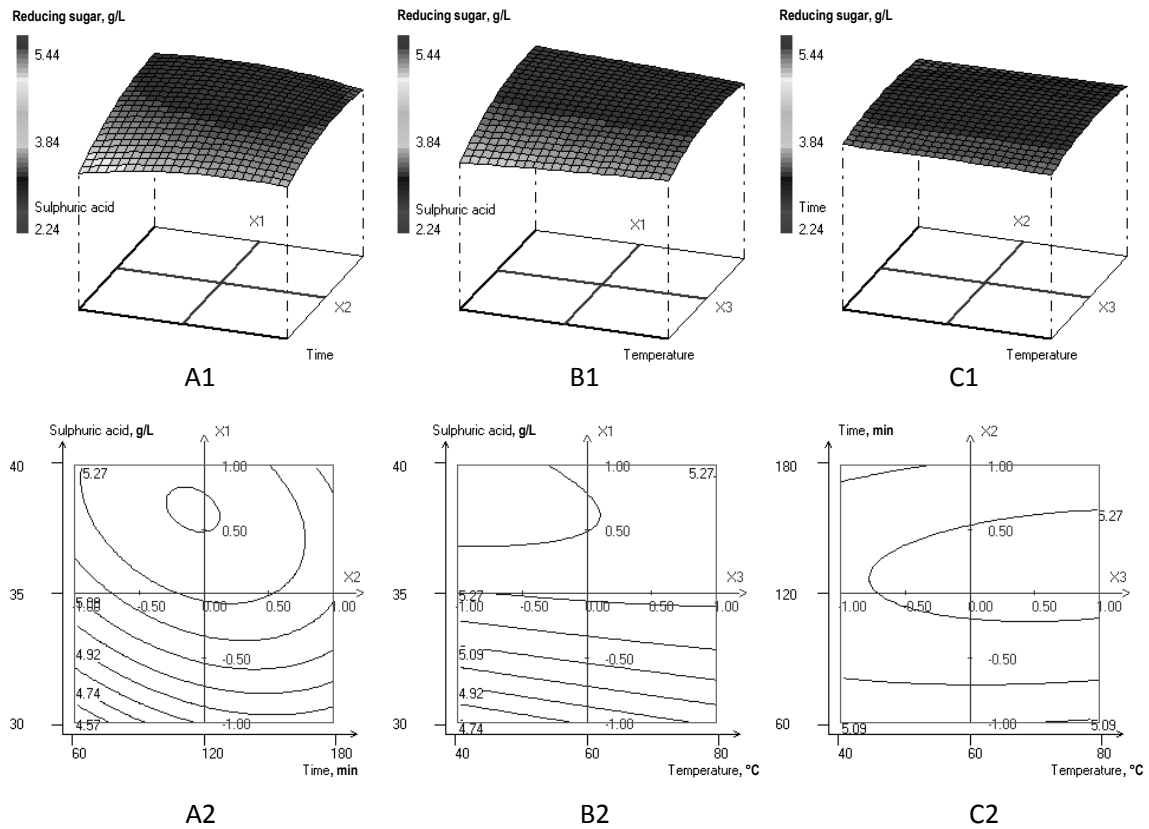 Reducing sugar, g/L
5.44
3.84
Sulphuric acid
2.24
X1
X2
Time
A1
Reducing sugar, g/L
5.44
3.84
Sulphuric acid
2.24
X1
X3
Temperature
B1
Reducing sugar, g/L
5.44
3.84
Time
2.24
X2
X3
Temperature
C1
Sulphuric acid, g/L
X1
40
5.27
1.00
0.50
X2
35
5.09
-1.00
-0.50
0.00
0.50
1.00
4.92
-0.50
4.74
4.57
30
-1.00
60
120
180
Time, min
A2
Sulphuric acid, g/L
X1
40
1.00
5.27
0.50
X3
35
5.27
-1.00
-0.50
0.00
0.50
1.00
5.09
-0.50
4.92
4.74
30
-1.00
40
60
80
Temperature, °C
B2
Time, min
X2
180
1.00
0.50
5.27
X3
120
-1.00
-0.50
0.00
0.50
1.00
-0.50
60
5.09
-1.00
5.09
40
60
80
Temperature, °C
C2